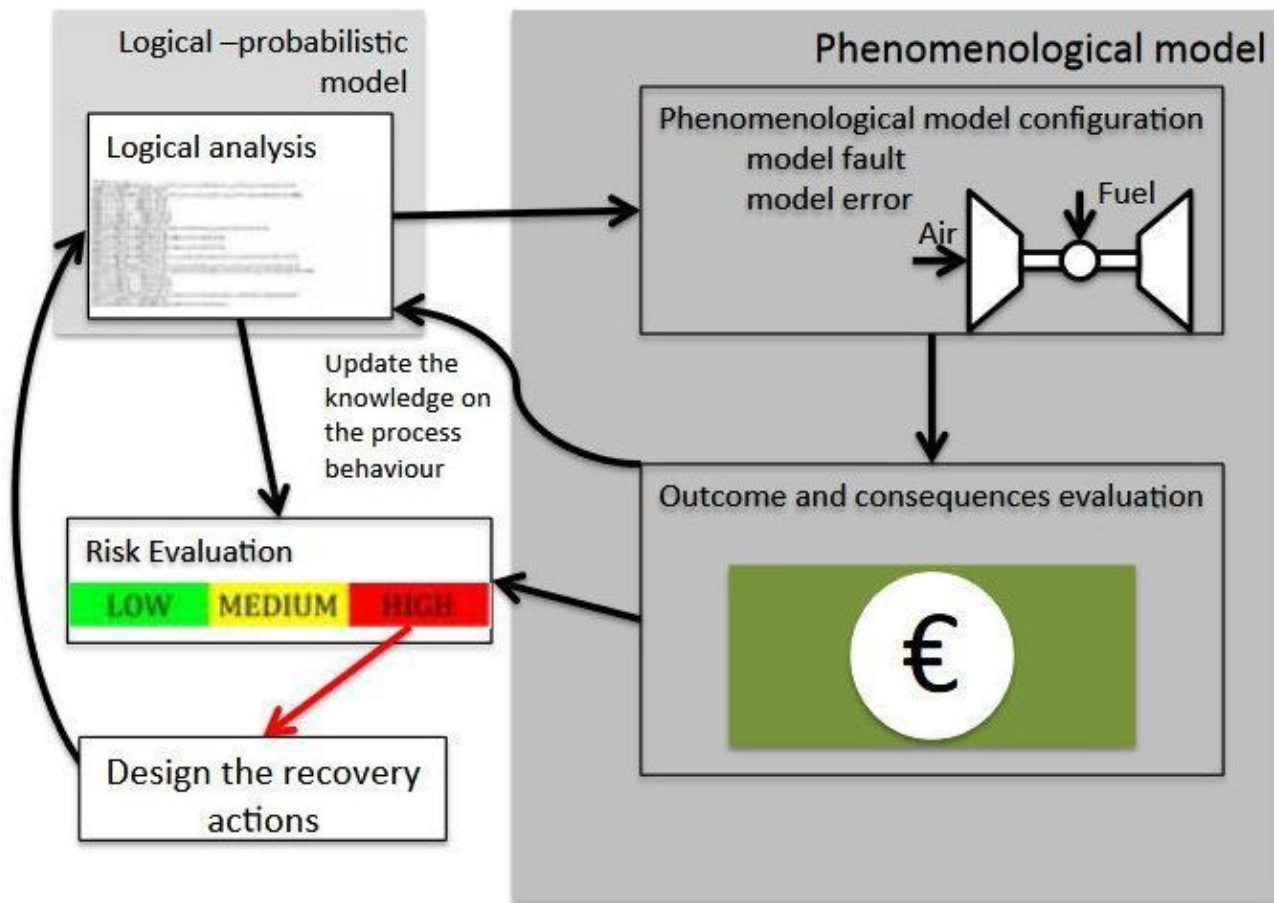 Logical –probabilistic
model
Logical analysis
Phenomenological model
Phenomenological model configuration
model fault
model error
Fuel
Air
Update the
knowledge on
the process
behaviour
Outcome and consequences evaluation
€
Risk Evaluation
LOW MEDIUM HIGH
Design the recovery
actions